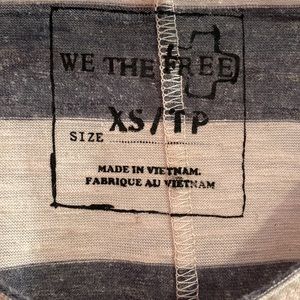 WE THE FREE
XS/TP
SIZE
MADE IN VIETNAM.
FABRIQUE AU VIETNAM